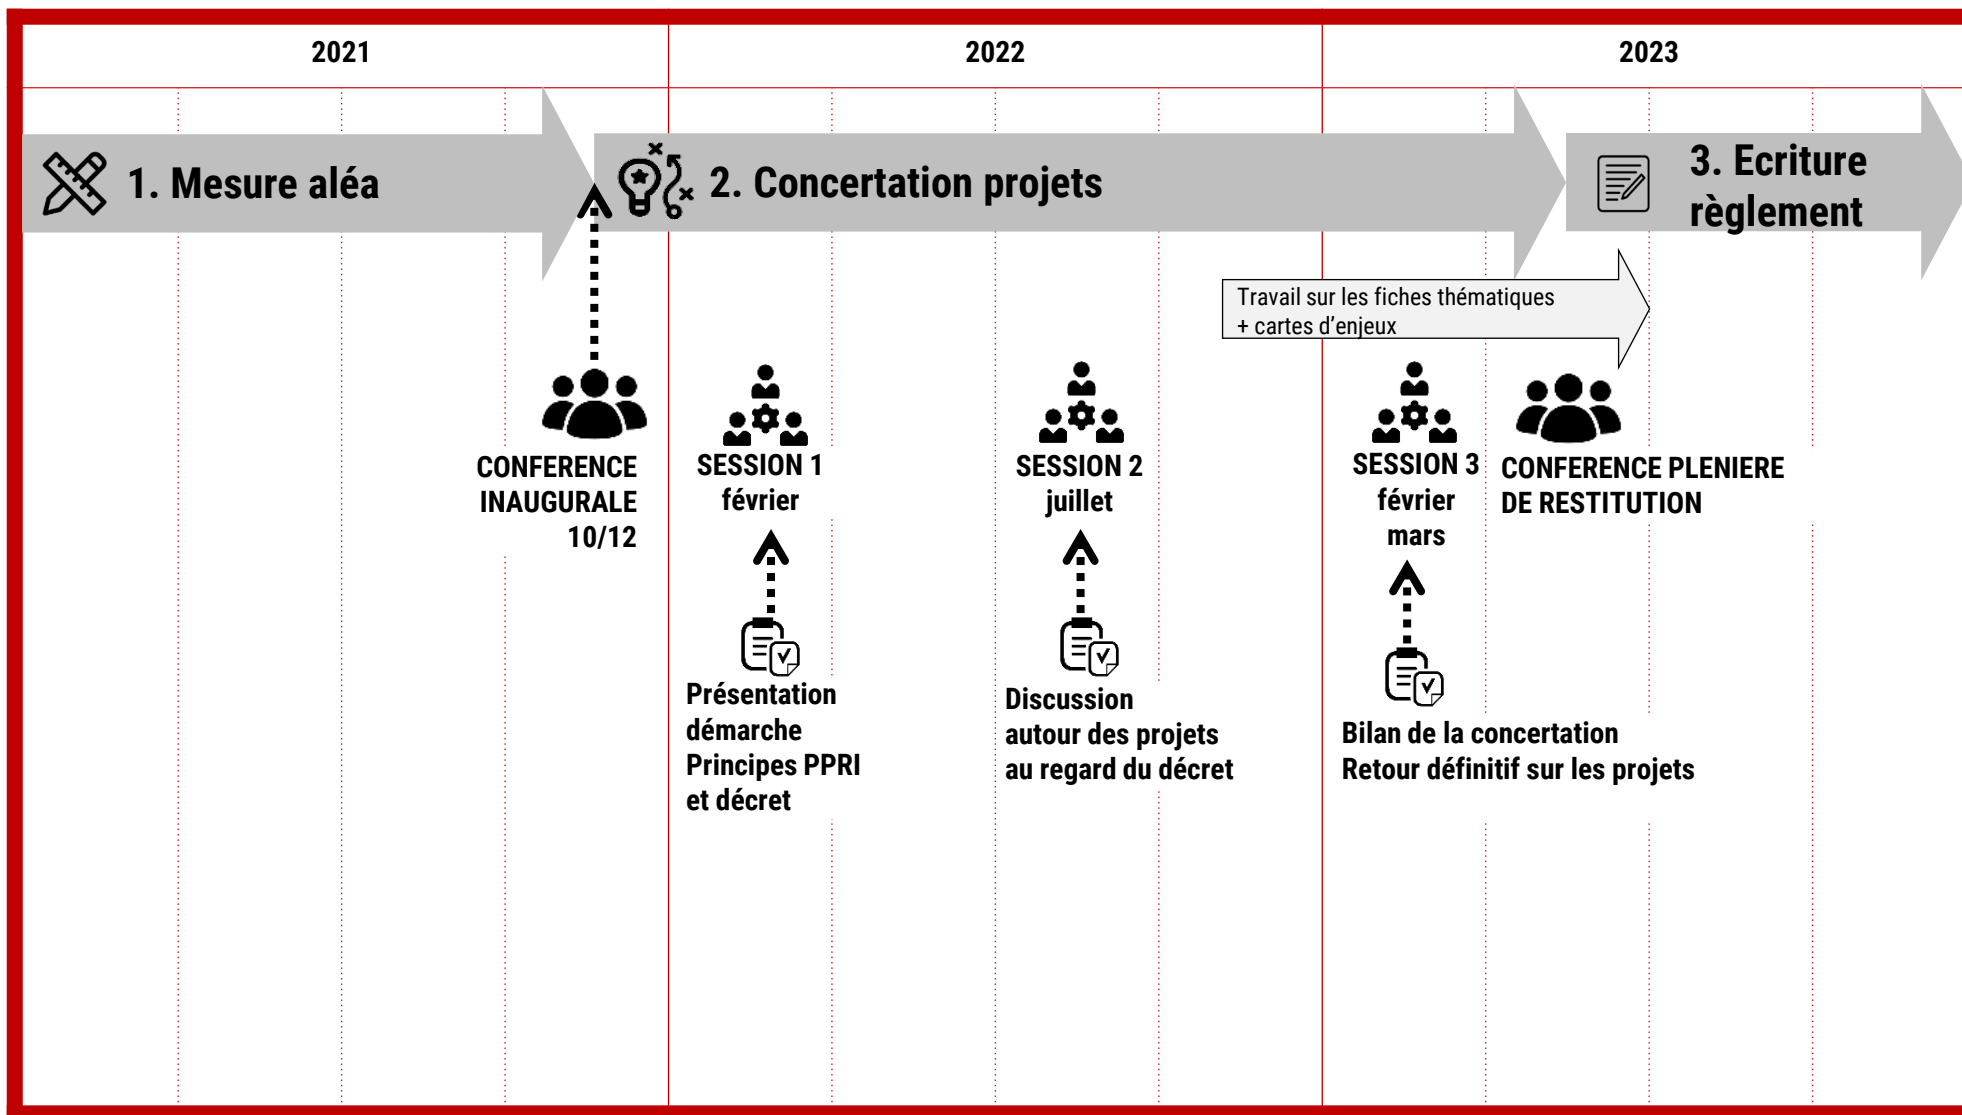 2021
2022
2023
1. Mesure aléa
2. Concertation projets
3. Ecriture
règlement
Travail sur les fiches thématiques
+ cartes d’enjeux
CONFERENCE
INAUGURALE
10/12
SESSION 1
février
SESSION 2
juillet
SESSION 3
février
mars
CONFERENCE PLENIERE
DE RESTITUTION
Présentation
démarche
Principes PPRI
et décret
Discussion
autour des projets
au regard du décret
Bilan de la concertation
Retour définitif sur les projets